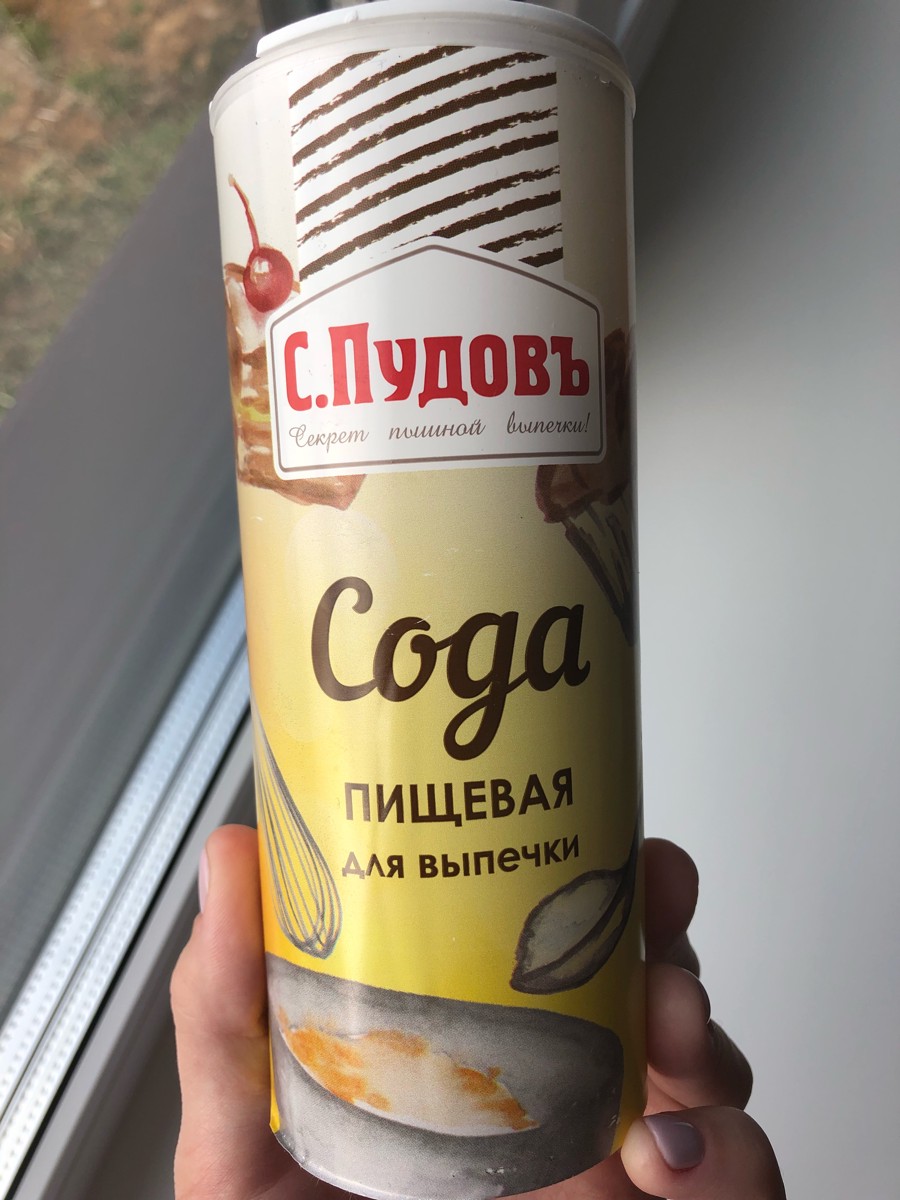 С.Пудовъ
Секрет пышной выпечки!
Сода
ПИЩЕВАЯ
для выпечки